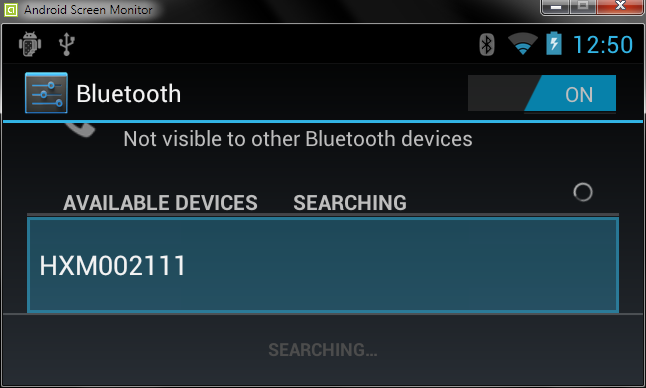 Android Screen Monitor
12:50
Bluetooth
ON
Not visible to other Bluetooth devices
AVAILABLE DEVICES SEARCHING
HXM002111
SEARCHING...